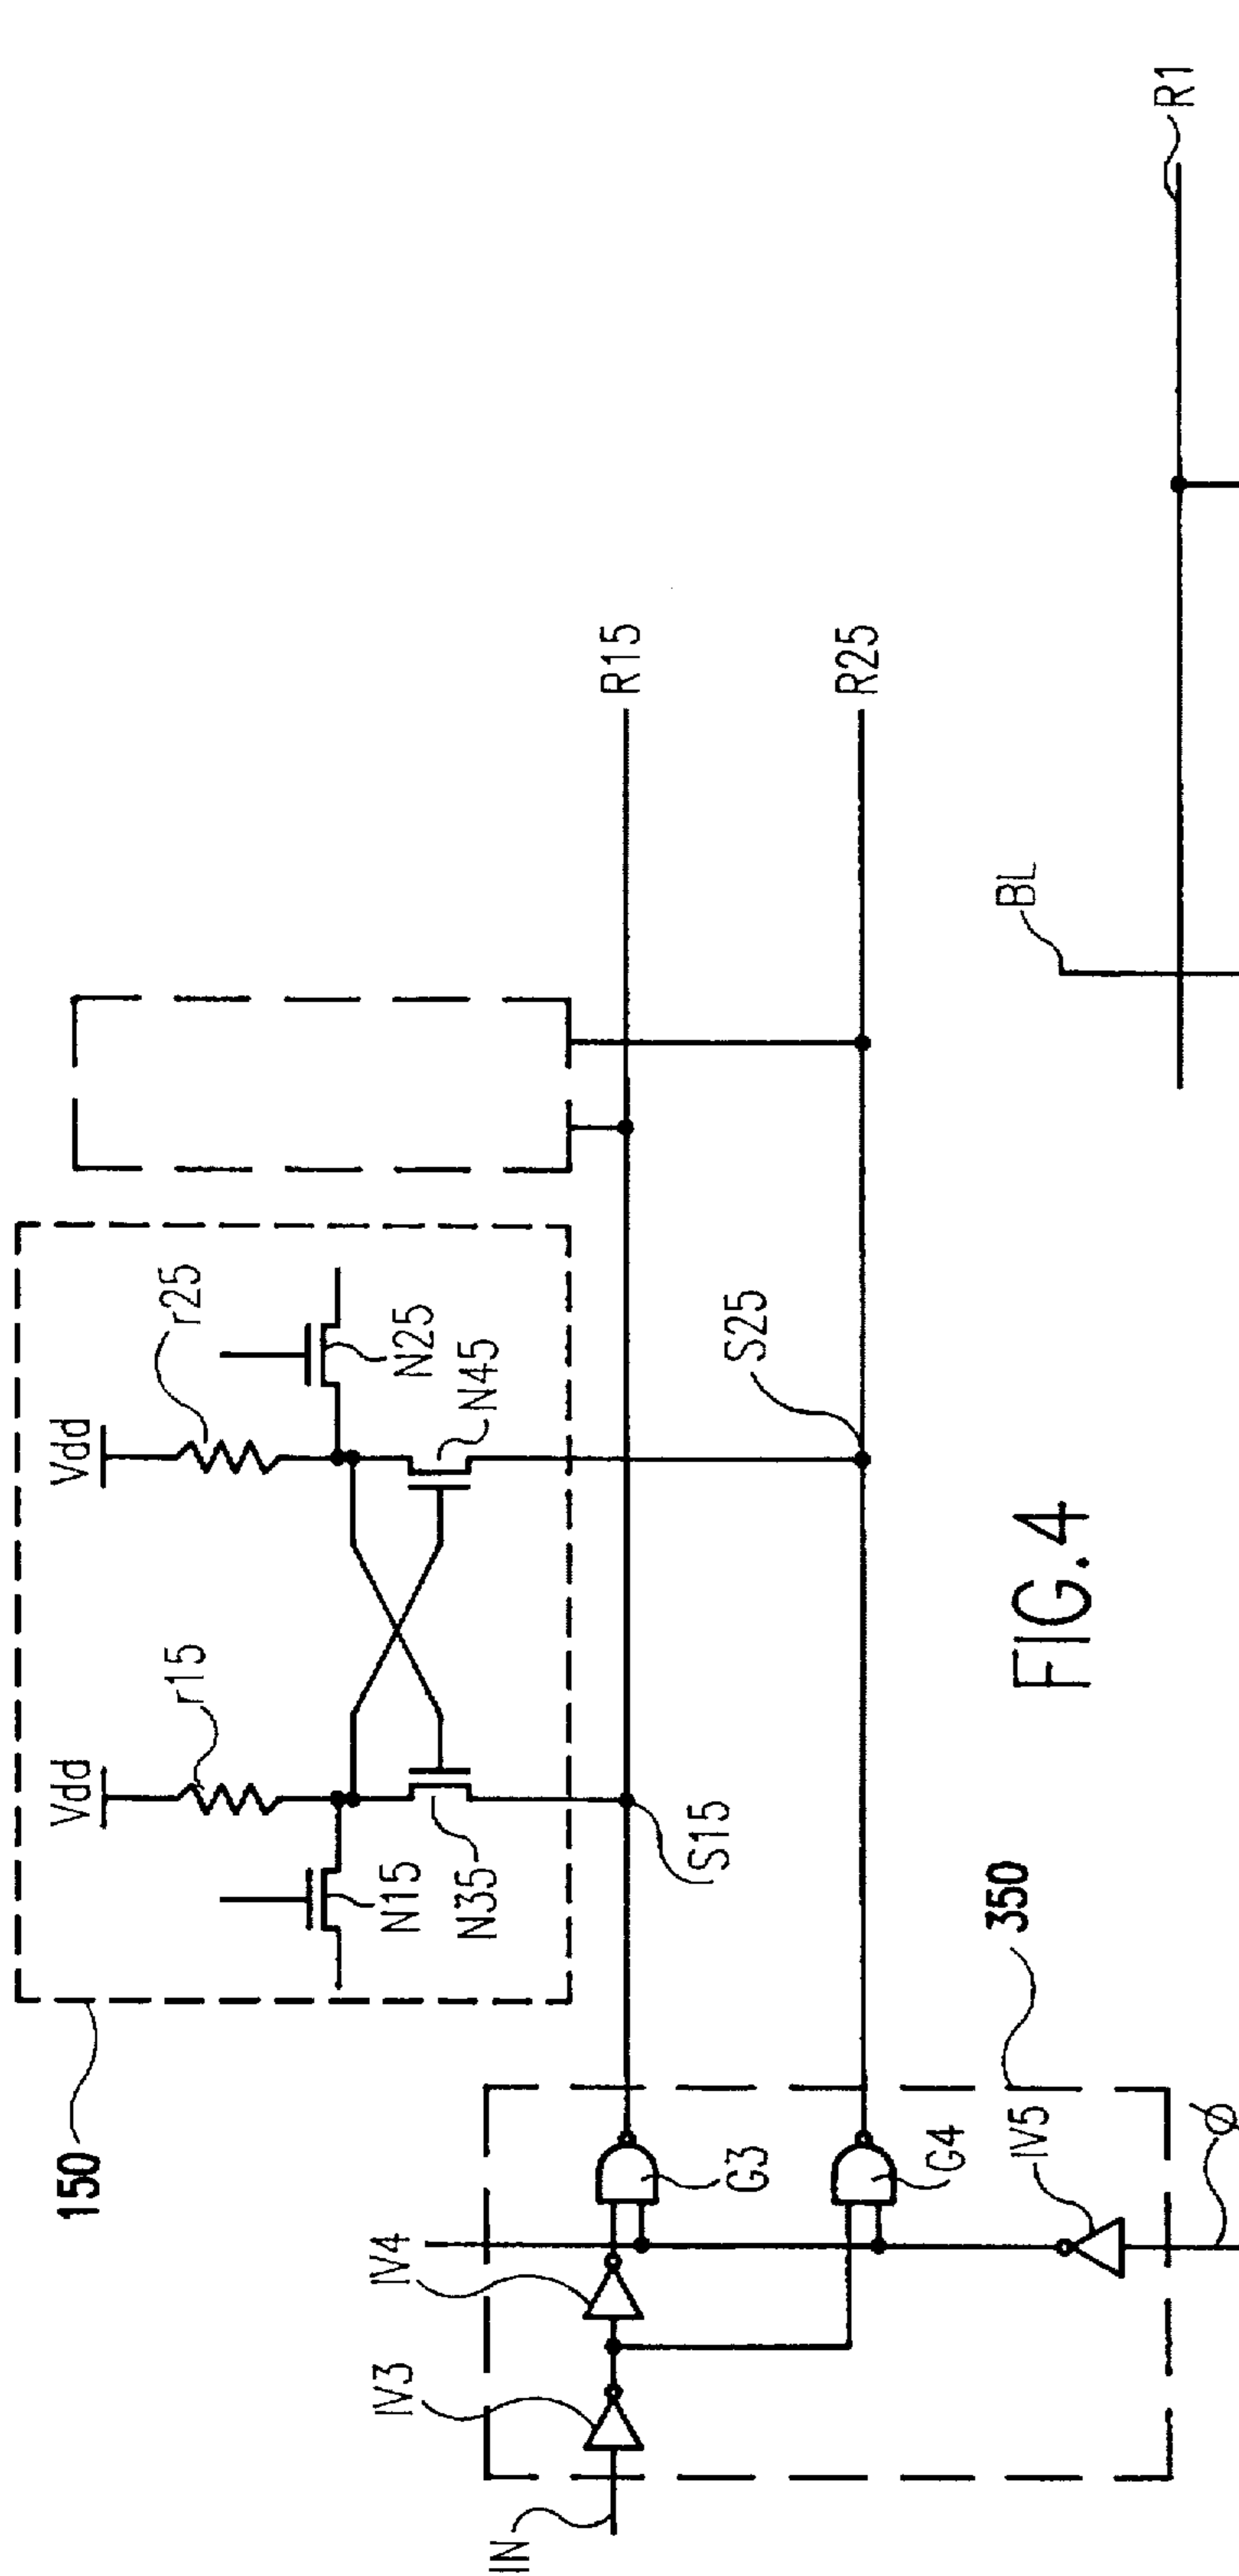 150
Vdd
Vdd
r15
r25
N15
N25
N35
N45
R15
S15
S25
R25
IV4
IV3
IN
G3
G4
IV5
350
Ø
FIG.4
BL
R1